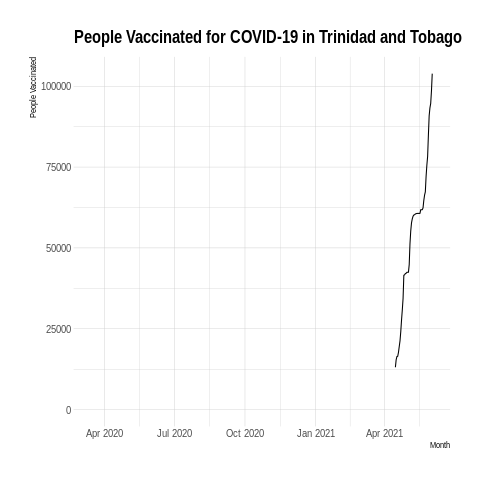 People Vaccinated for COVID-19 in Trinidad and Tobago
People Vaccinated
100000
75000
50000
25000
0
Apr 2020 Jul 2020 Oct 2020 Jan 2021 Apr 2021
Month